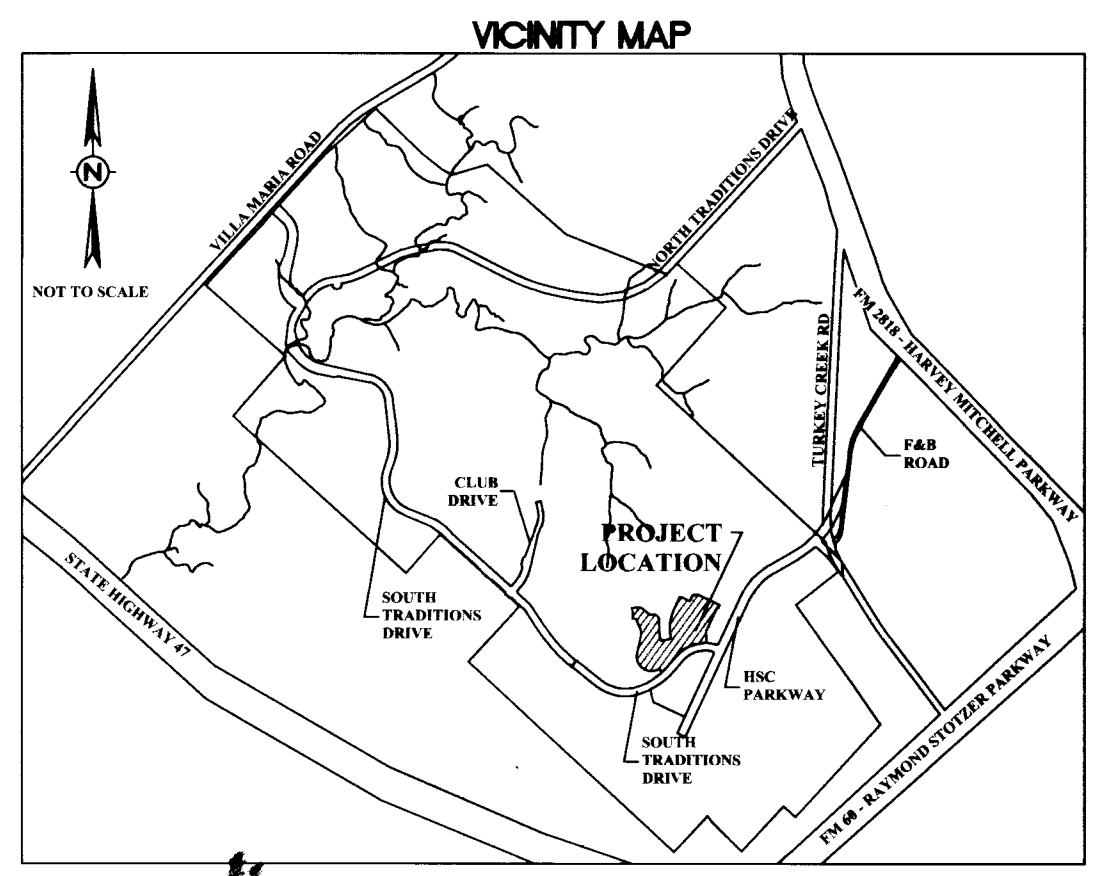 VICINITY MAP
N
NOT TO SCALE
VILLA MARIA ROAD
NORTH TRADITIONS DRIVE
FM 2818 - HARVEY MITCHELL PARKWAY
TURKEY CREEK RD
F&B
ROAD
CLUB
DRIVE
PROJECT
LOCATION
STATE HIGHWAY 47
SOUTH
TRADITIONS
DRIVE
HSC
PARKWAY
SOUTH
TRADITIONS
DRIVE
FM 60 - RAYMOND STOTZER PARKWAY